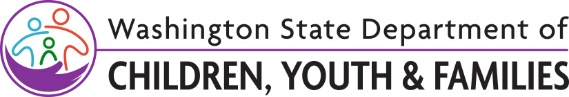 Washington State Department of
CHILDREN, YOUTH & FAMILIES